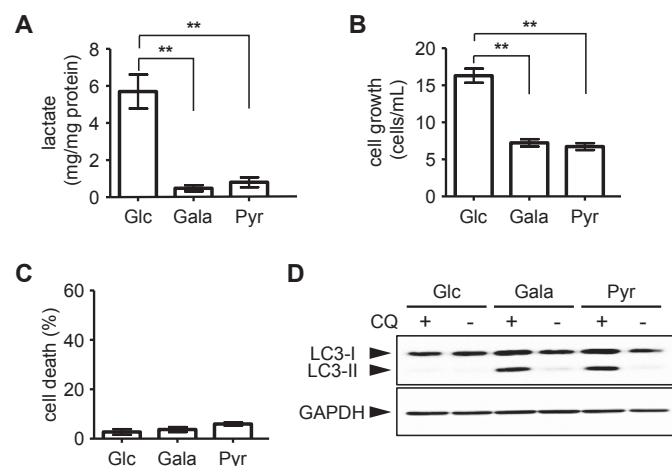 A
**
**
lactate
(mg/mg protein)
8
6
4
2
0
Glc Gala Pyr
B
**
**
cell growth
(cells/mL)
20
15
10
5
0
Glc Gala Pyr
C
cell death (%)
60
40
20
0
Glc Gala Pyr
D
Glc Gala Pyr
CQ + - + - + -
LC3-I
LC3-II
GAPDH